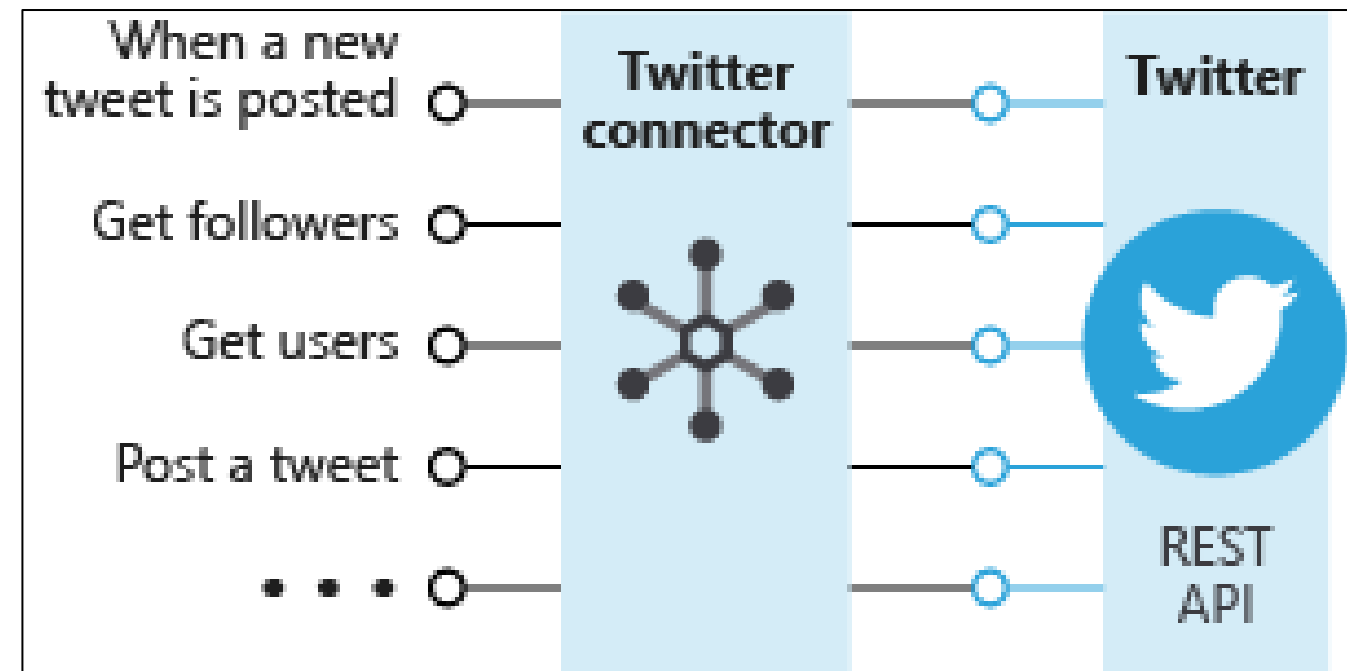 When a new
tweet is posted
Get followers
Get users
Post a tweet
• • •
Twitter
connector
Twitter
REST
API